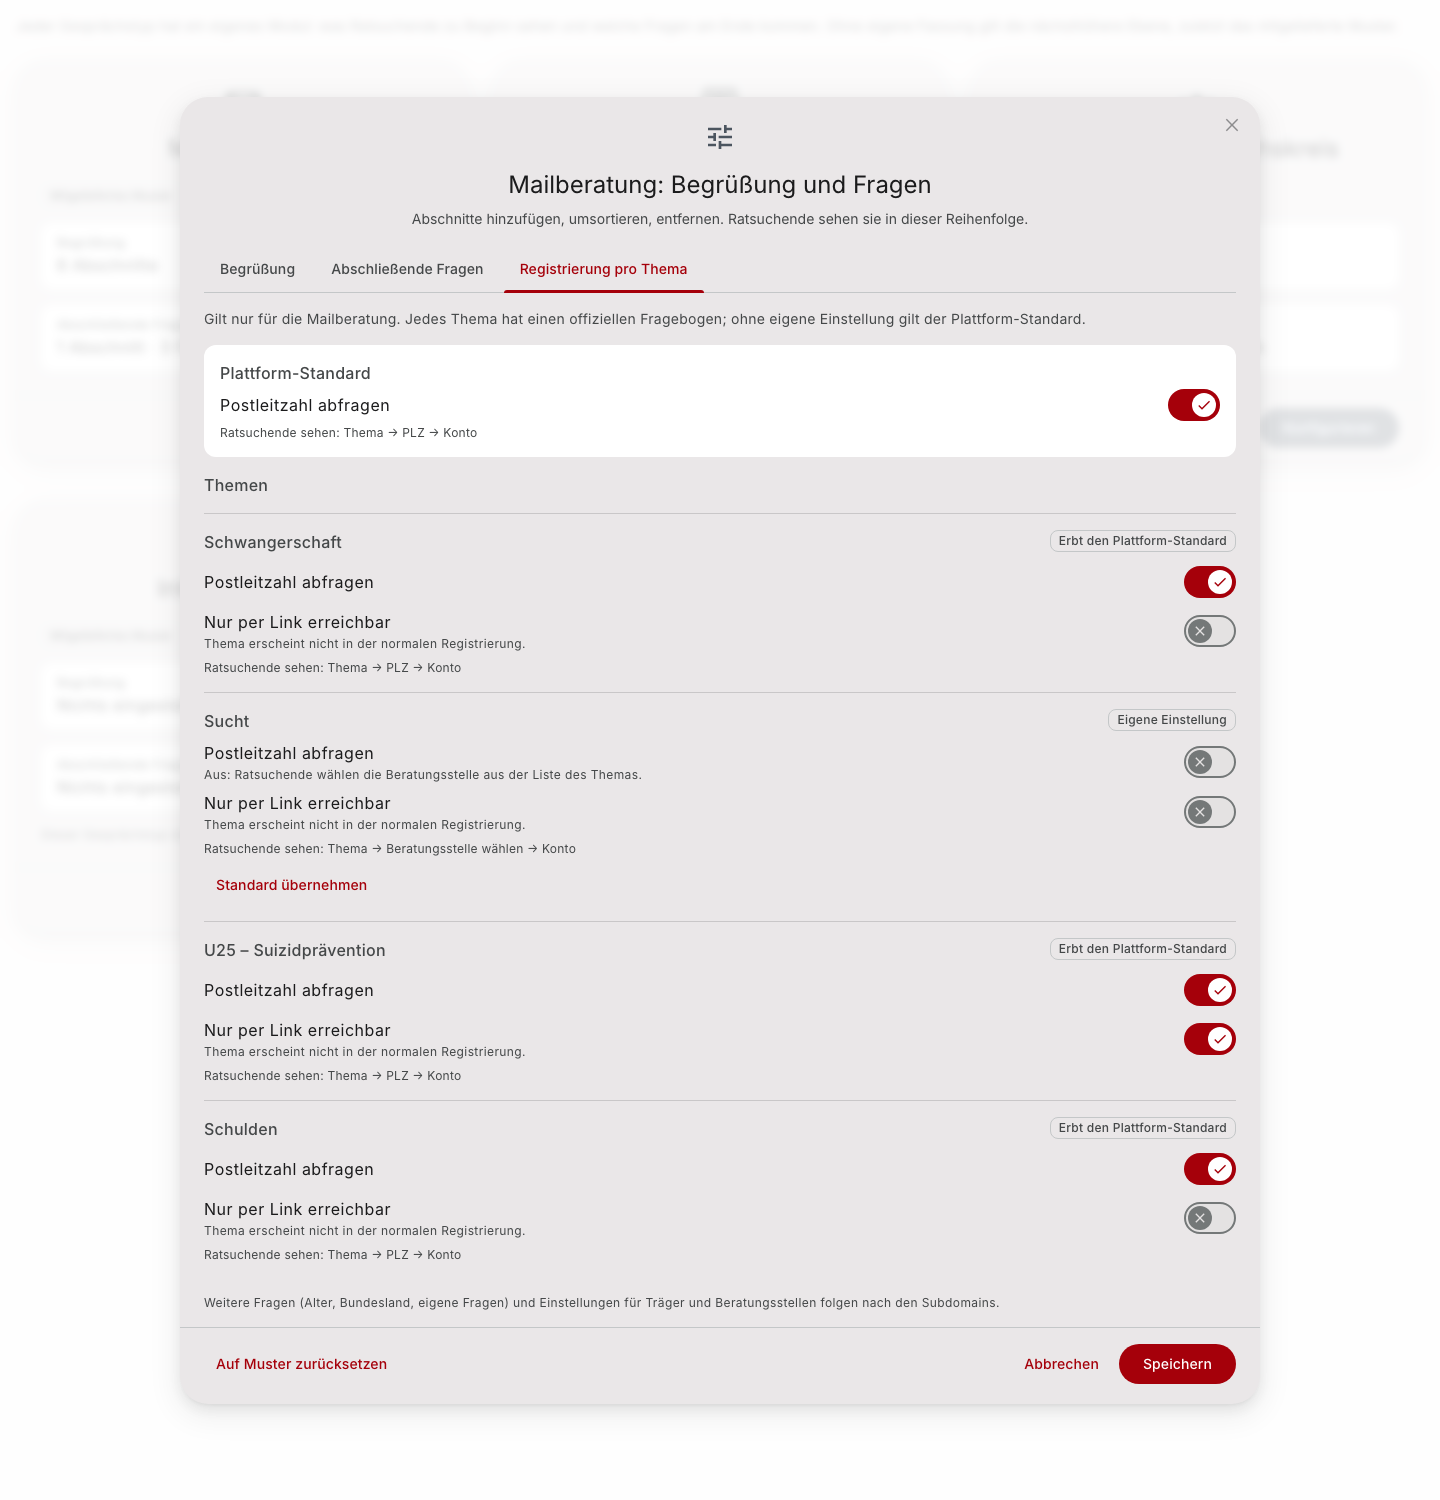 Mailberatung: Begrüßung und Fragen
Abschnitte hinzufügen, umsortieren, entfernen. Ratsuchende sehen sie in dieser Reihenfolge.
Begrüßung Abschließende Fragen Registrierung pro Thema
Gilt nur für die Mailberatung. Jedes Thema hat einen offiziellen Fragebogen; ohne eigene Einstellung gilt der Plattform-Standard.
Plattform-Standard
Postleitzahl abfragen
Ratsuchende sehen: Thema → PLZ → Konto
Themen
Schwangerschaft Erbt den Plattform-Standard
Postleitzahl abfragen
Nur per Link erreichbar
Thema erscheint nicht in der normalen Registrierung.
Ratsuchende sehen: Thema → PLZ → Konto
Sucht Eigene Einstellung
Postleitzahl abfragen
Aus: Ratsuchende wählen die Beratungsstelle aus der Liste des Themas.
Nur per Link erreichbar
Thema erscheint nicht in der normalen Registrierung.
Ratsuchende sehen: Thema → Beratungsstelle wählen → Konto
Standard übernehmen
U25 – Suizidprävention Erbt den Plattform-Standard
Postleitzahl abfragen
Nur per Link erreichbar
Thema erscheint nicht in der normalen Registrierung.
Ratsuchende sehen: Thema → PLZ → Konto
Schulden Erbt den Plattform-Standard
Postleitzahl abfragen
Nur per Link erreichbar
Thema erscheint nicht in der normalen Registrierung.
Ratsuchende sehen: Thema → PLZ → Konto
Weitere Fragen (Alter, Bundesland, eigene Fragen) und Einstellungen für Träger und Beratungsstellen folgen nach den Subdomains.
Auf Muster zurücksetzen Abbrechen Speichern